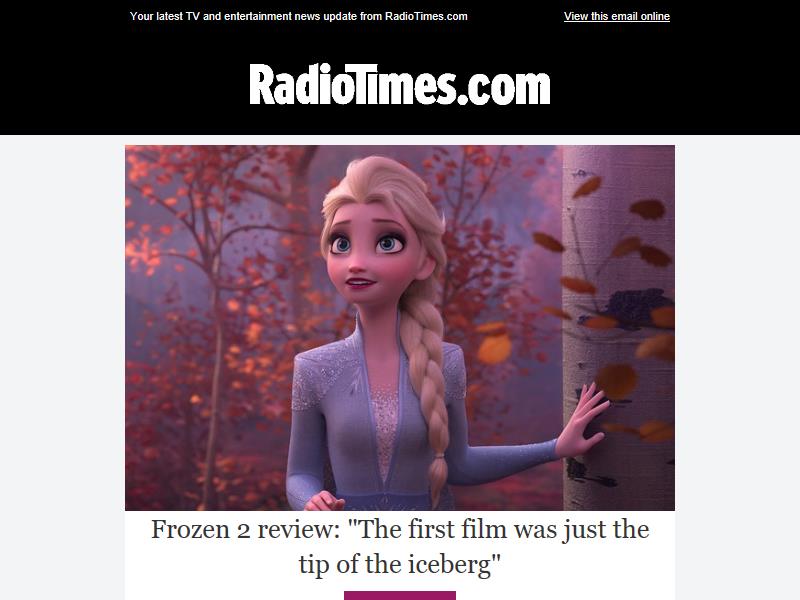 Your latest TV and entertainment news update from RadioTimes.com
View this email online
RadioTimes.com
Frozen 2 review: "The first film was just the
tip of the iceberg"